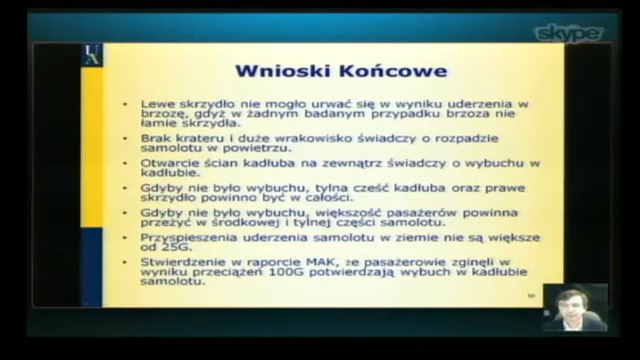 skype
UA
Wnioski Końcowe
• Lewe skrzydło nie mogło urwać się w wyniku uderzenia w
brzozę, gdyż w żadnym badanym przypadku brzoza nie
łamie skrzydła.
• Brak krateru i duże wrakowisko świadczy o rozpadzie
samolotu w powietrzu.
• Otwarcie ścian kadłuba na zewnątrz świadczy o wybuchu w
kadłubie.
• Gdyby nie było wybuchu, tylna cześć kadłuba oraz prawe
skrzydło powinno być w całości.
• Gdyby nie było wybuchu, większość pasażerów powinna
przeżyć w środkowej i tylnej części samolotu.
• Przyspieszenia uderzenia samolotu w ziemie nie są większe
od 25G.
• Stwierdzenie w raporcie MAK, że pasażerowie zginęli w
wyniku przeciążeń 100G potwierdzają wybuch w kadłubie
samolotu.